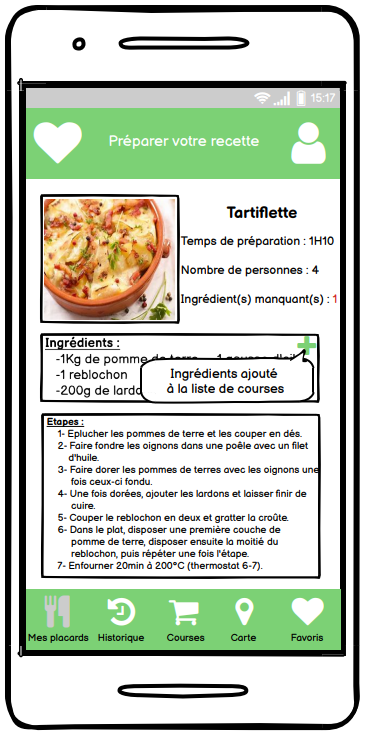 15:17
Préparer votre recette
Tartiflette
Temps de préparation : 1H10
Nombre de personnes : 4
Ingrédient(s) manquant(s) : 1
Ingrédients :
-1Kg de pomme de terre
-1 reblochon
-200g de lardo
Ingrédients ajouté
à la liste de courses
Etapes :
1- Eplucher les pommes de terre et les couper en dés.
2- Faire fondre les oignons dans une poêle avec un filet
d'huile.
3- Faire dorer les pommes de terres avec les oignons une
fois ceux-ci fondu.
4- Une fois dorées, ajouter les lardons et laisser finir de
cuire.
5- Couper le reblochon en deux et gratter la croûte.
6- Dans le plat, disposer une première couche de
pomme de terre, disposer ensuite la moitié du
reblochon, puis répéter une fois l'étape.
7- Enfourner 20min à 200°C (thermostat 6-7).
Mes placards Historique Courses Carte Favoris